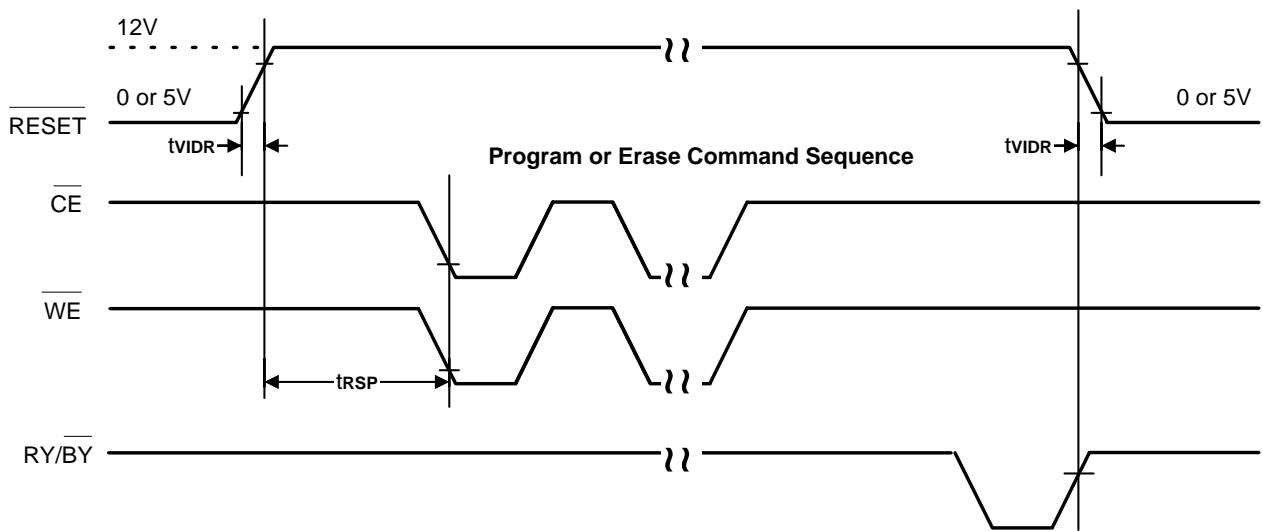 12V
0 or 5V
0 or 5V
RESET
tVIDR
tVIDR
Program or Erase Command Sequence
CE
WE
tRSP
RY/BY